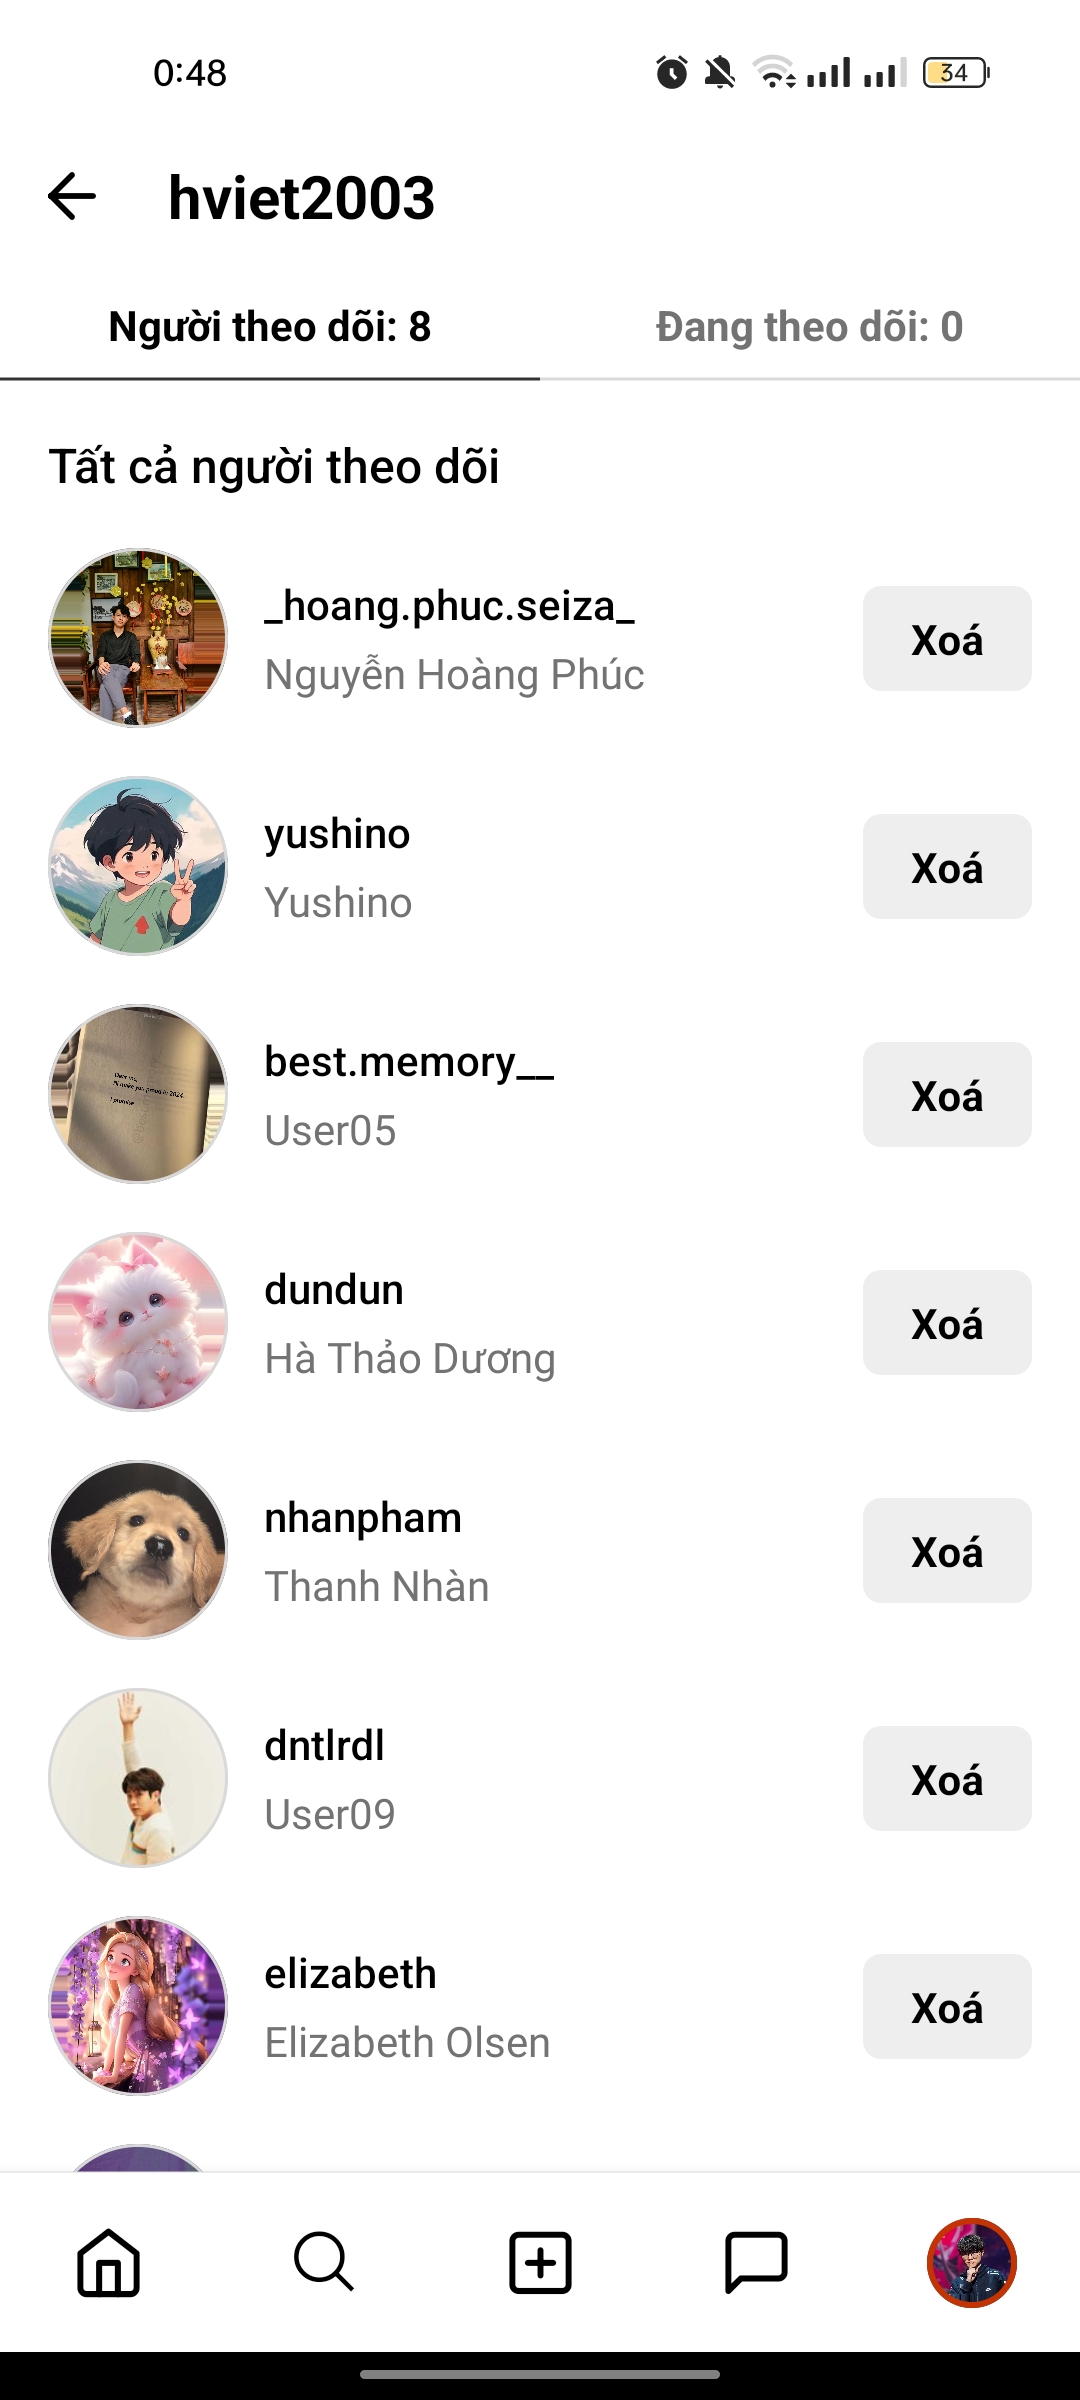 0:48
34
hviet2003
Người theo dõi: 8
Đang theo dõi: 0
Tất cả người theo dõi
_hoang.phuc.seiza_
Nguyễn Hoàng Phúc
Xoá
yushino
Yushino
Xoá
best.memory__
User05
Xoá
dundun
Hà Thảo Dương
Xoá
nhanpham
Thanh Nhàn
Xoá
dntlrdl
User09
Xoá
elizabeth
Elizabeth Olsen
Xoá